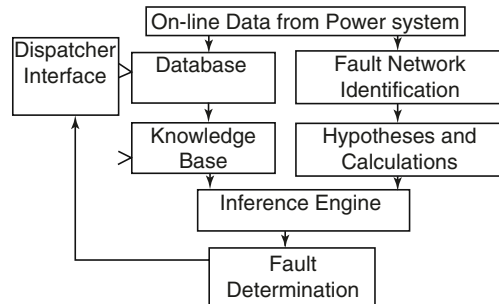 On-line Data from Power system
Dispatcher
Interface
Database
Fault Network
Identification
Knowledge
Base
Hypotheses and
Calculations
Inference Engine
Fault
Determination